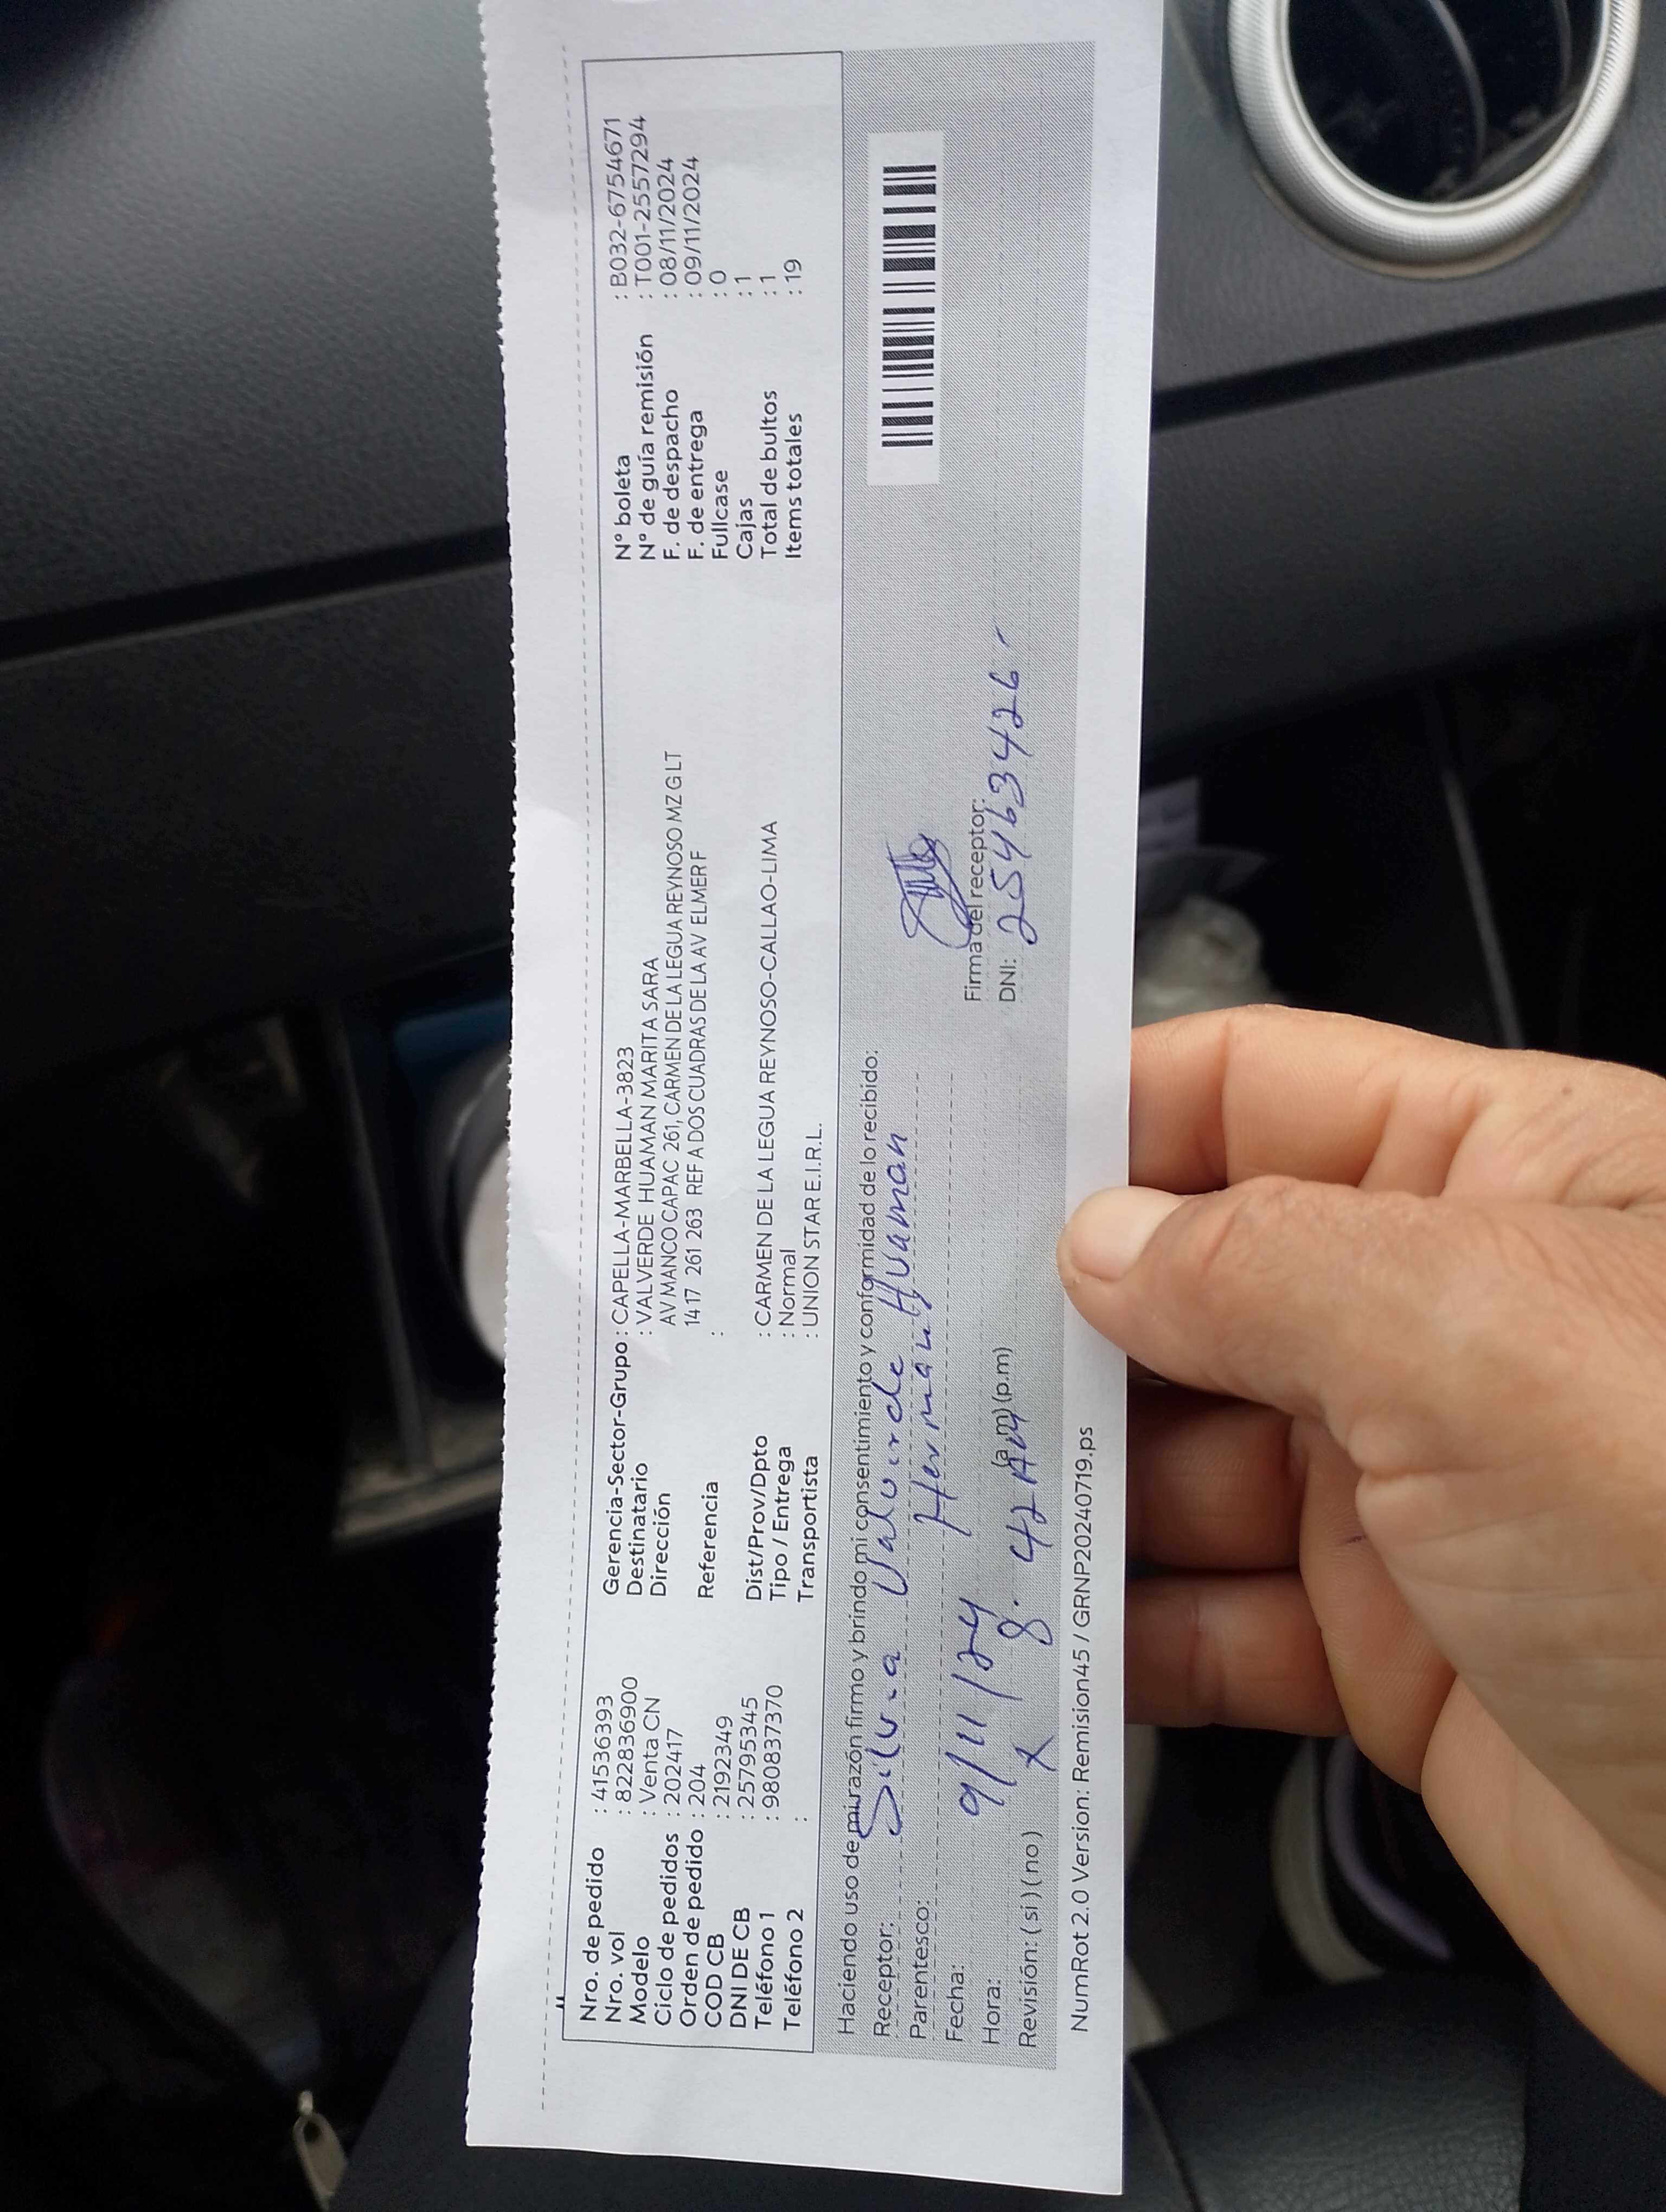 Nro. de pedido : 41536393
Nro. vol : 822836900
Modelo : Venta CN
Ciclo de pedidos : 202417
Orden de pedido : 204
COD CB : 2192349
DNI DE CB : 25795345
Teléfono 1 : 980837370
Teléfono 2 :
Gerencia-Sector-Grupo : CAPELLA-MARBELLA-3823
Destinatario : VALVERDE HUAMAN MARITA SARA
Dirección AV MANCO CAPAC 261, CARMEN DE LA LEGUA REYNOSO MZ G LT
1417 261 263 REF A DOS CUADRAS DE LA AV ELMER F
Referencia :
Dist/Prov/Dpto : CARMEN DE LA LEGUA REYNOSO-CALLAO-LIMA
Tipo / Entrega : Normal
Transportista : UNION STAR E.I.R.L.
N° boleta : B032-6754671
N° de guía remisión : T001-2557294
F. de despacho : 08/11/2024
F. de entrega : 09/11/2024
Fullcase : 0
Cajas : 1
Total de bultos : 1
Items totales : 19
Haciendo uso de mi razón firmo y brindo mi consentimiento y conformidad de lo recibido:
Receptor: Silvia Valverde Huaman
Parentesco: Hermana
Fecha: 9/11/24
Hora: 8. 42 AM (a.m) (p.m)
Revisión: ( si ) ( no ) X
Firma del receptor:
DNI: 25463426
NumRot 2.0 Version: Remision45 / GRNP20240719.ps